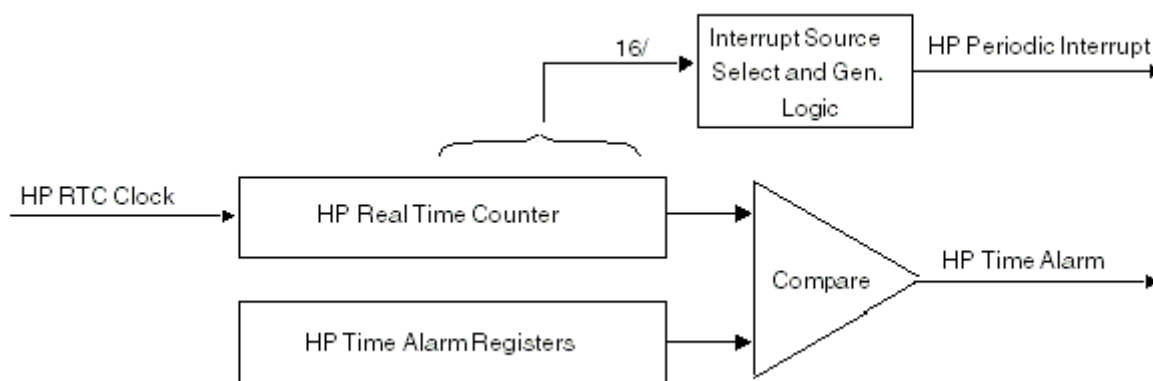 16/
Interrupt Source
Select and Gen.
Logic
HP Periodic Interrupt
HP RTC Clock
HP Real Time Counter
Compare
HP Time Alarm
HP Time Alarm Registers